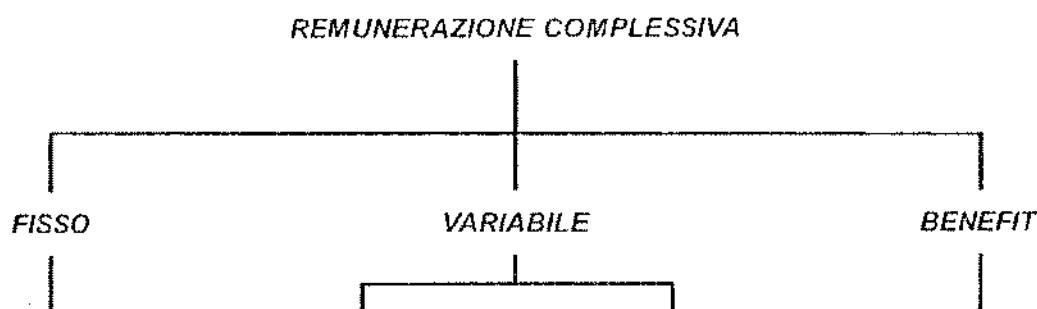 REMUNERAZIONE COMPLESSIVA
FISSO VARIABILE BENEFIT